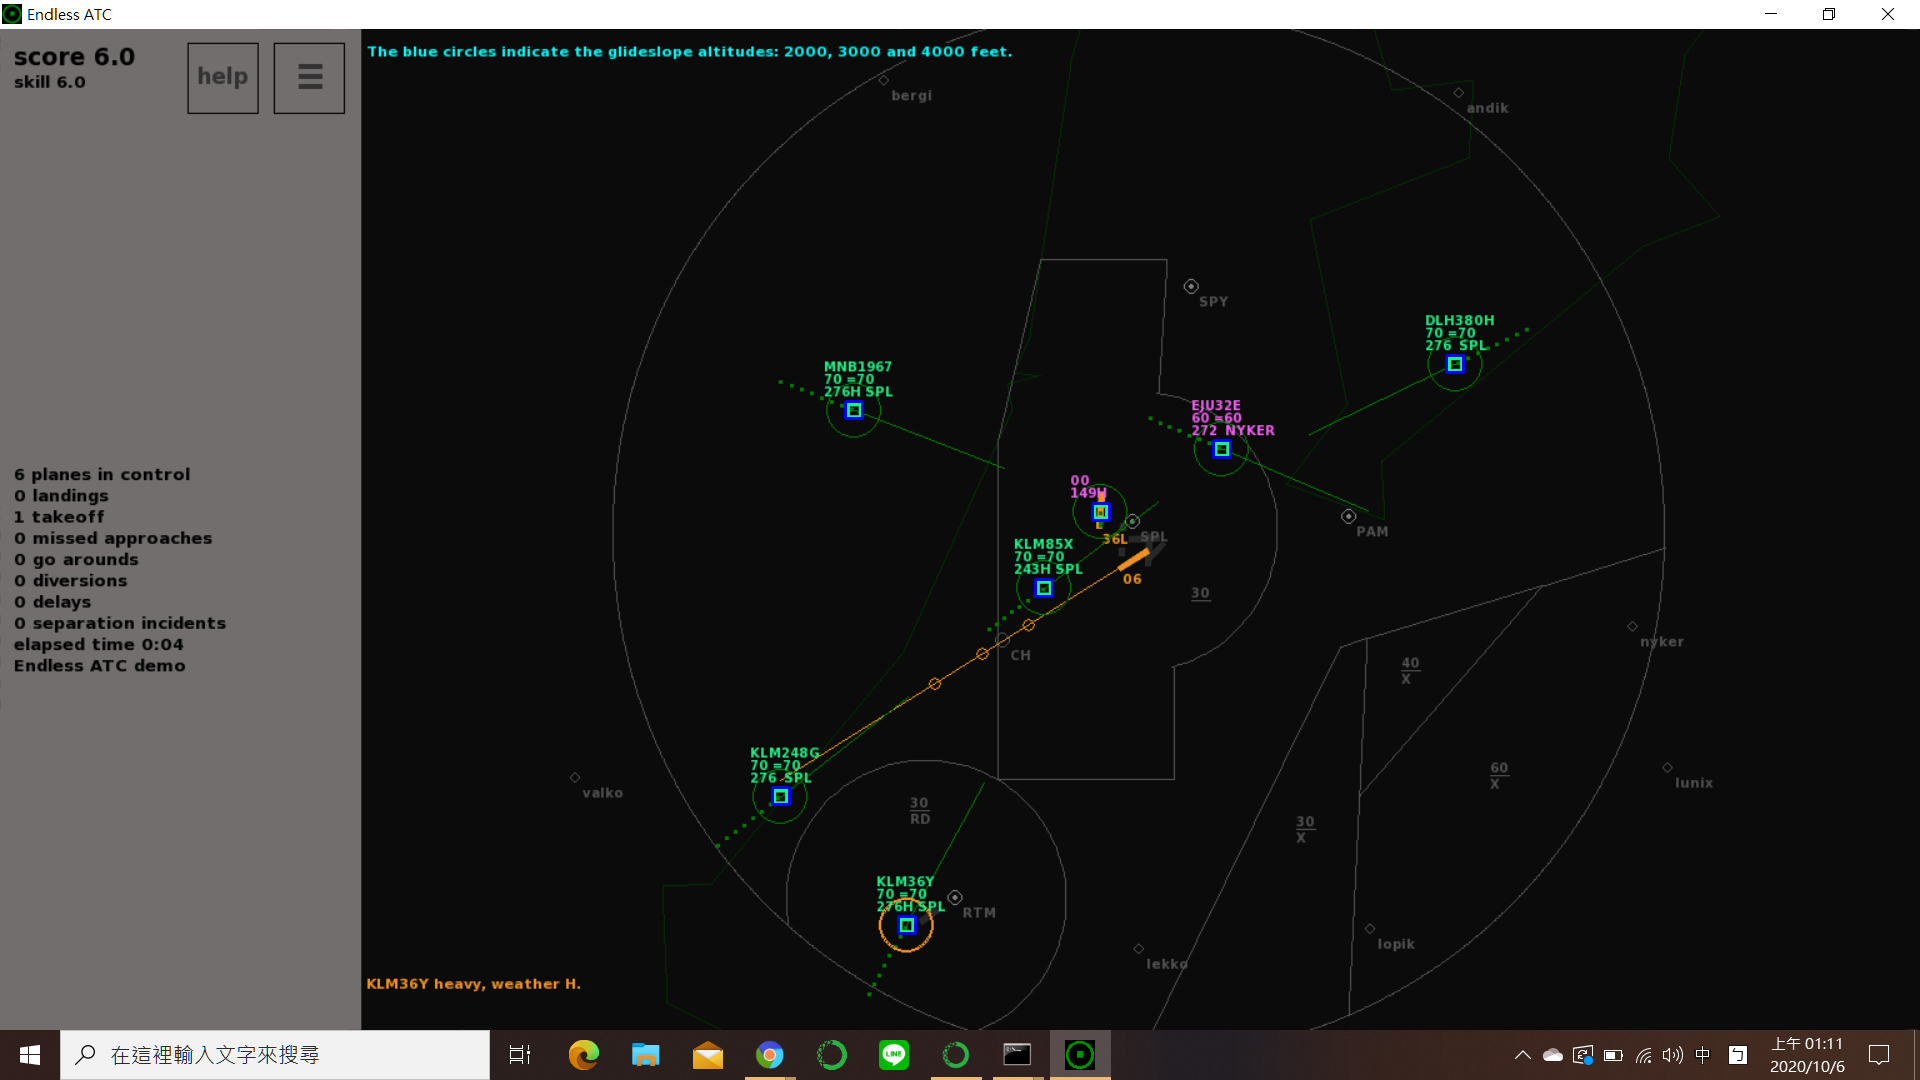 Endless ATC
score 6.0
skill 6.0
help
The blue circles indicate the glideslope altitudes: 2000, 3000 and 4000 feet.
bergi
andik
SPY
DLH380H
70 =70
276 SPL
MNB1967
70 =70
276H SPL
EJU32E
60 =60
272 NYKER
00
149H
36L
SPL
PAM
KLM85X
70 =70
243H SPL
06
30
CH
nyker
40
X
6 planes in control
0 landings
1 takeoff
0 missed approaches
0 go arounds
0 diversions
0 delays
0 separation incidents
elapsed time 0:04
Endless ATC demo
KLM248G
70 =70
276 SPL
valko
30
RD
60
X
lunix
30
X
KLM36Y
70 =70
276H SPL
RTM
lekko
lopik
KLM36Y heavy, weather H.
在這裡輸入文字來搜尋
LINE
中
上午 01:11
2020/10/6